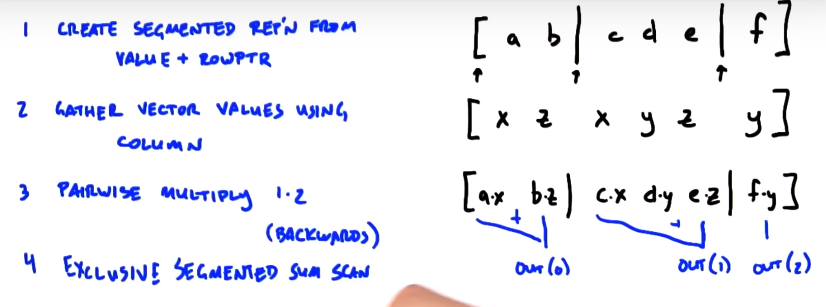 1 CREATE SEGMENTED REP'N FROM
VALUE + ROWPTR
[ a b | c d e | f ]
2 GATHER VECTOR VALUES USING
COLUMN
[ x z x y z y ]
3 PAIRWISE MULTIPLY 1·2
[a·x b·z | c·x d·y e·z | f·y]
+ +
(BACKWARDS)
4 EXCLUSIVE SEGMENTED SUM SCAN
OUT(0) OUT(1) OUT(2)